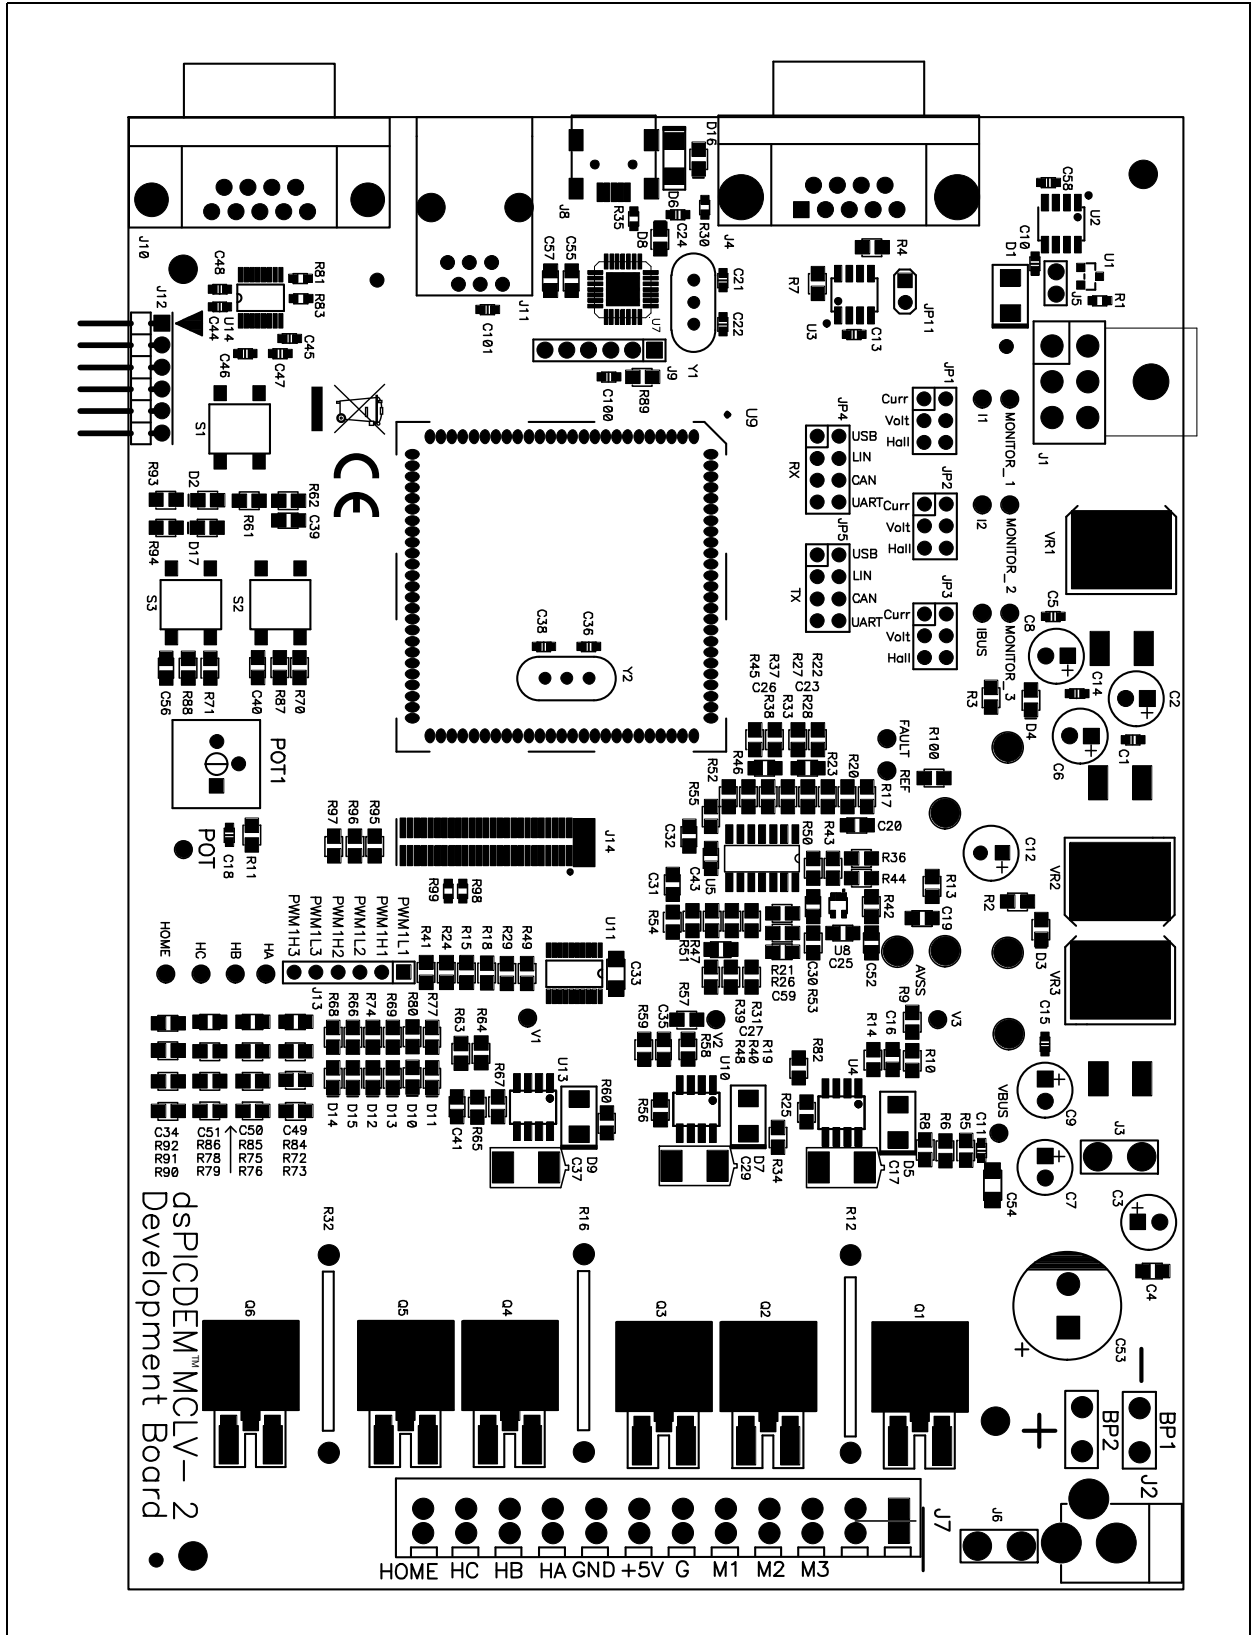 D16
C58
U2
C10
D1
U1
J5
R1
J8
R35
D6
D8
C24
R30
J4
R4
R7
U3
JP11
C13
J10
C48
R81
J12
R83
U14
C44
C45
C46
C47
J11
C101
C57
C55
U7
C21
C22
Y1
J9
C100
R89
S1
U9
JP4
USB
LIN
CAN
UART
RX
JP5
USB
LIN
CAN
UART
TX
JP1
Curr
Volt
Hall
JP2
Curr
Volt
Hall
JP3
Curr
Volt
Hall
I1
MONITOR_1
I2
MONITOR_2
IBUS
MONITOR_3
J1
VR1
R93
D2
R62
R61
C39
R94
D17
S3
S2
C38
C36
Y2
C5
C8
C14
C2
R3
D4
C6
C1
C56
R88
R71
C40
R87
R70
POT1
POT
C18
R11
R45
R37
C26
R38
R27
R22
C23
R33
R28
R52
R46
R23
R20
R17
R55
FAULT
REF
R100
C20
C12
R97
R96
R95
J14
C32
R50
R43
R36
R44
U5
C43
C31
R99
R98
R13
R2
VR2
R42
C19
D3
VR3
R54
R51
R47
U8
C25
R21
R26
C59
C30
R53
C52
AVSS
HOME
HC
HB
HA
PWM1H3
PWM1L3
PWM1H2
PWM1L2
PWM1H1
PWM1L1
J13
R41
R24
R15
R18
R29
R49
U11
C33
R57
R39
R31
C27
R9
V3
C15
V1
V2
R68
R66
R74
R69
R80
R77
R63
R64
R59
C35
R58
R48
R40
R19
R82
R14
C16
R10
U13
U10
U4
R67
R60
R56
R25
VBUS
C9
D14
D15
D12
D13
D10
D11
C41
R65
D9
C37
D7
C29
R34
D5
C17
R8
R6
R5
C11
C54
C7
J3
C3
C4
C34
R92
R91
R90
C51
R86
R78
R79
C50
R85
R75
R76
C49
R84
R72
R73
R32
R16
R12
dsPICDEM™MCLV-2
Development Board
Q6
Q5
Q4
Q3
Q2
Q1
C53
+
−
+
BP2
BP1
J2
J6
J7
HOME HC HB HA GND +5V G M1 M2 M3